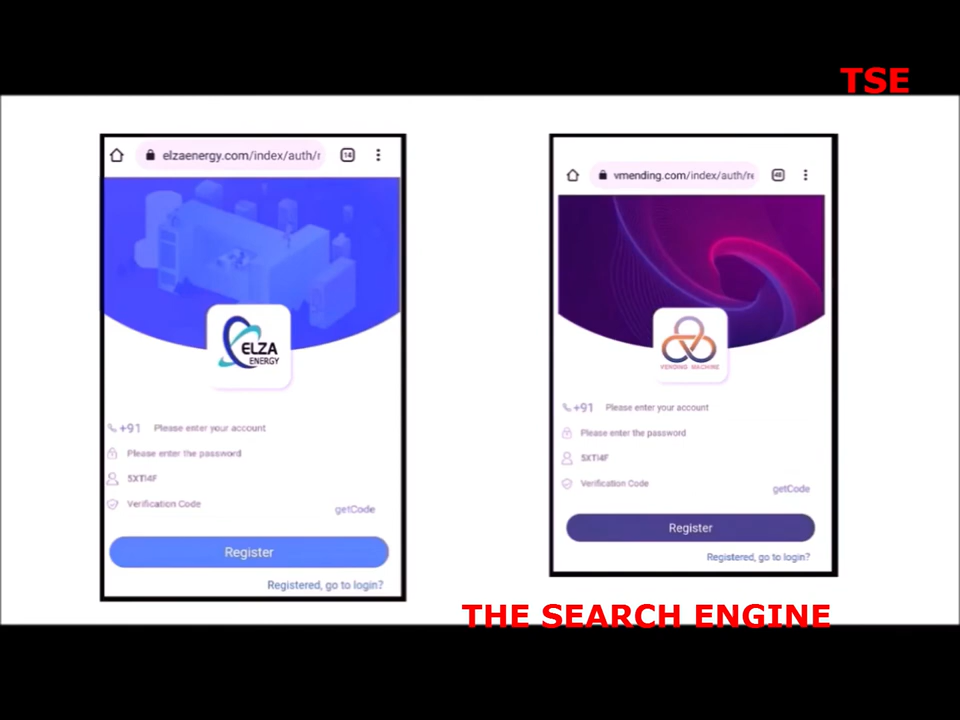 TSE
elzaenergy.com/index/auth/r
14
ELZA
ENERGY
+91 Please enter your account
Please enter the password
5XTI4F
Verification Code
getCode
Register
Registered, go to login?
vmending.com/index/auth/re
48
VENDING MACHINE
+91 Please enter your account
Please enter the password
5XTI4F
Verification Code
getCode
Register
Registered, go to login?
THE SEARCH ENGINE